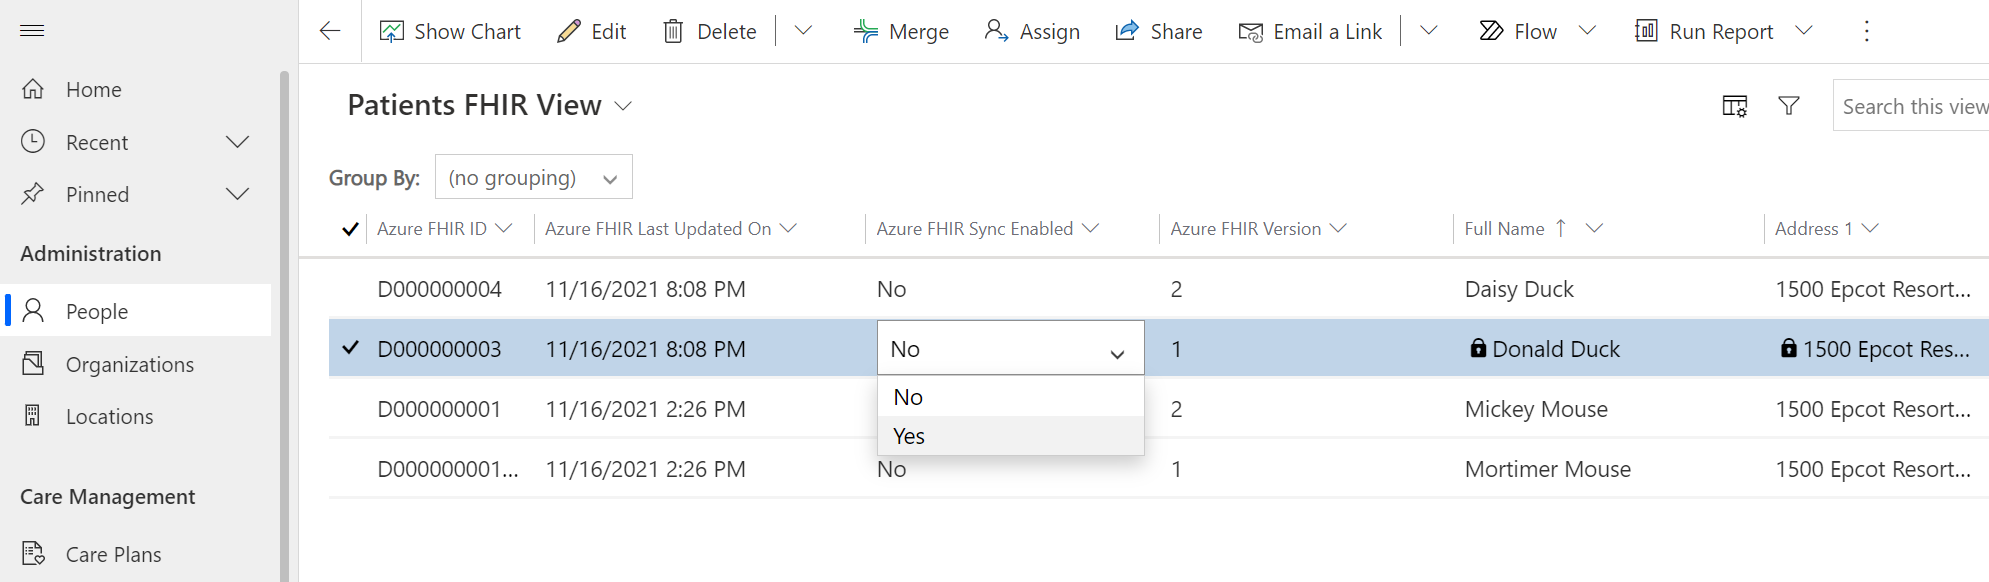 Show Chart Edit Delete Merge Assign Share Email a Link Flow Run Report
Home
Recent
Pinned
Administration
People
Organizations
Locations
Care Management
Care Plans
Patients FHIR View
Search this view
Group By: (no grouping)
Azure FHIR ID Azure FHIR Last Updated On Azure FHIR Sync Enabled Azure FHIR Version Full Name ↑ Address 1
D000000004 11/16/2021 8:08 PM No 2 Daisy Duck 1500 Epcot Resort...
D000000003 11/16/2021 8:08 PM No 1 Donald Duck 1500 Epcot Res...
No
Yes
D000000001 11/16/2021 2:26 PM 2 Mickey Mouse 1500 Epcot Resort...
D000000001... 11/16/2021 2:26 PM No 1 Mortimer Mouse 1500 Epcot Resort...